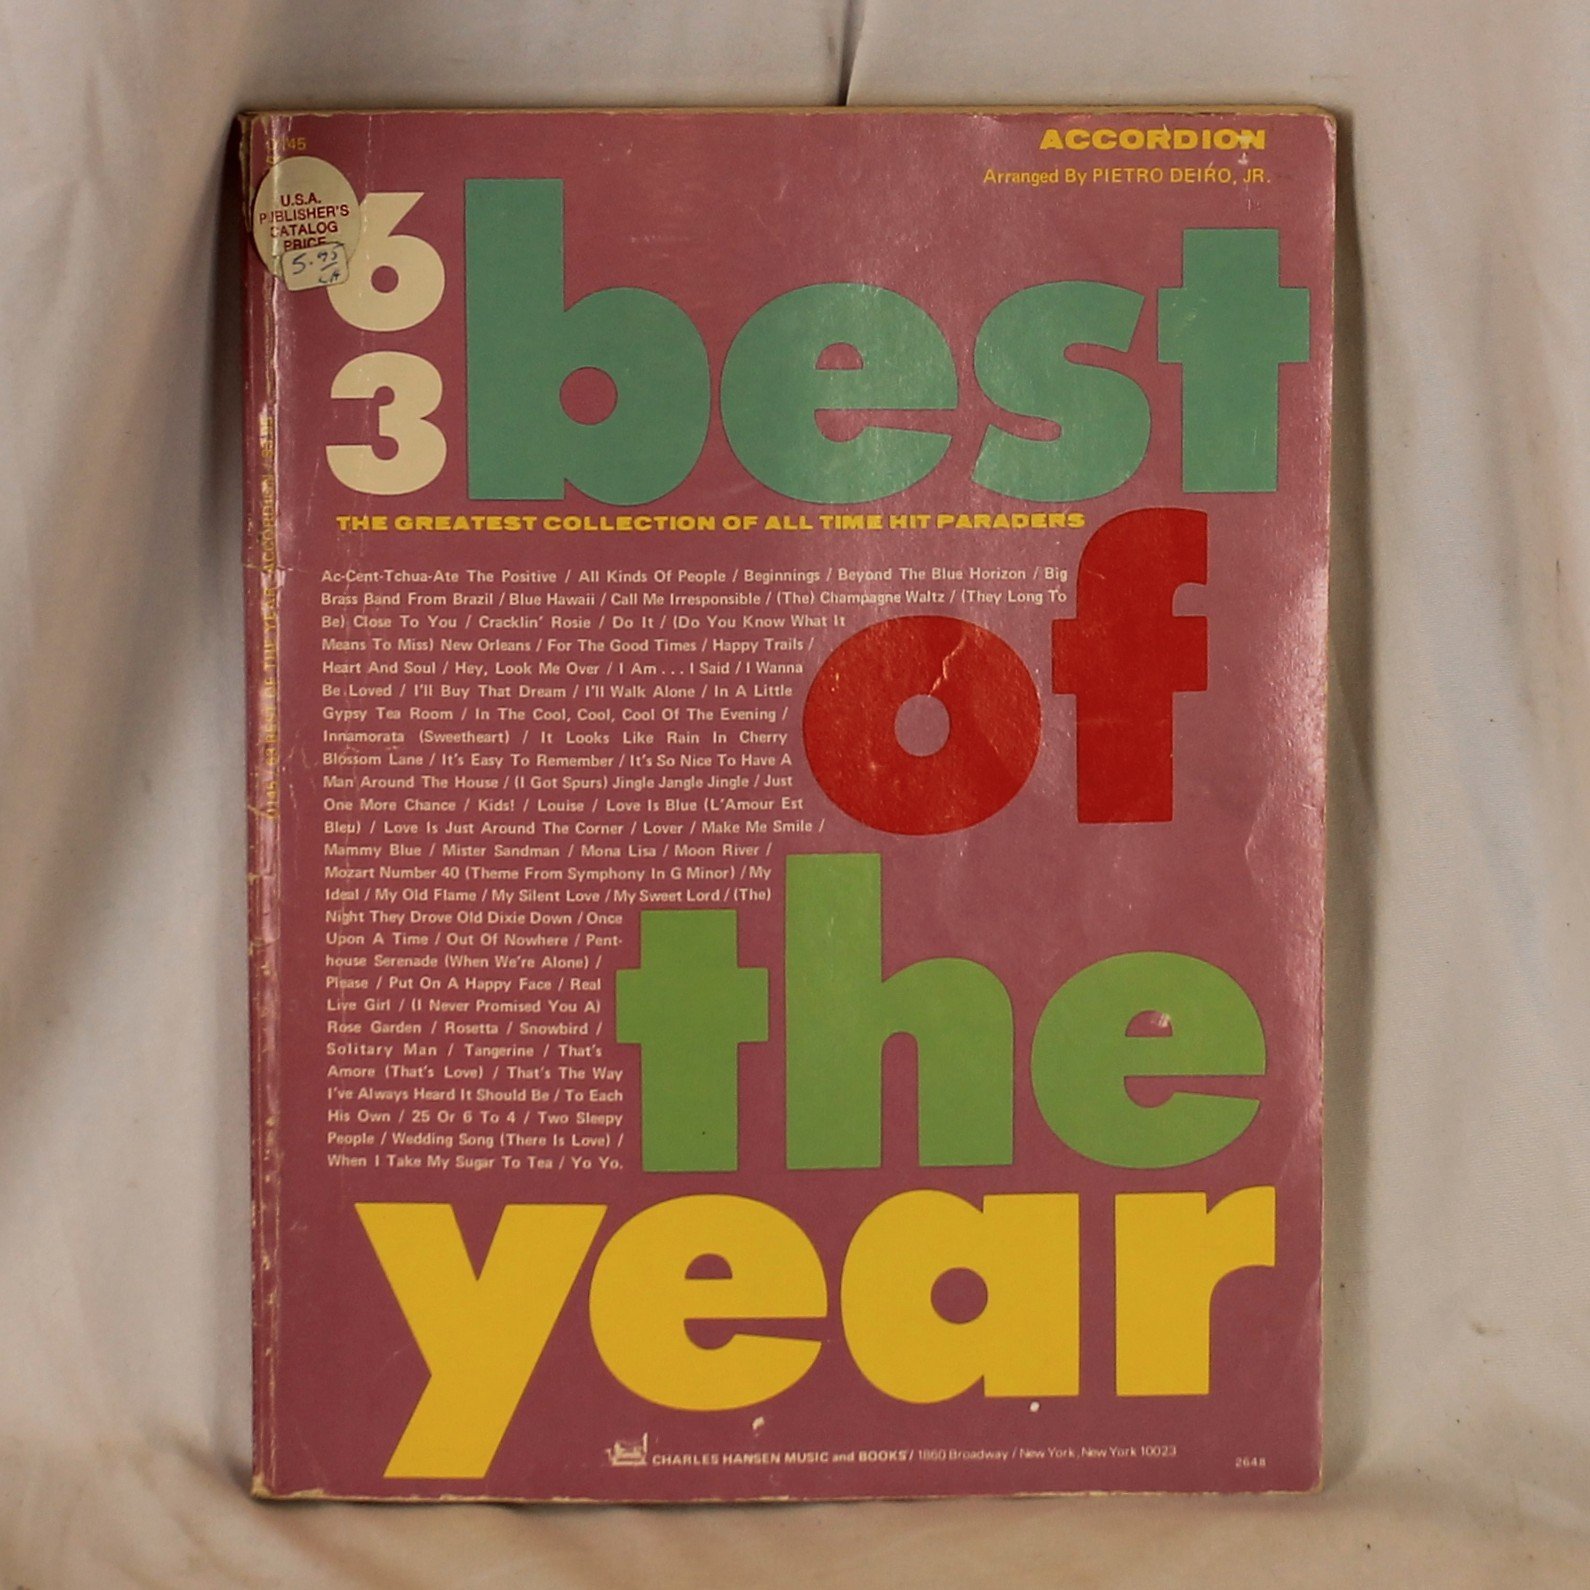 ACCORDION
Arranged By PIETRO DEIRO, JR.
U.S.A.
PUBLISHER'S
CATALOG
PRICE
5.95
63 best
THE GREATEST COLLECTION OF ALL TIME HIT PARADERS
of
the
year
Ac-Cent-Tchua-Ate The Positive / All Kinds Of People / Beginnings / Beyond The Blue Horizon / Big
Brass Band From Brazil / Blue Hawaii / Call Me Irresponsible / (The) Champagne Waltz / (They Long To
Be) Close To You / Cracklin' Rosie / Do It / (Do You Know What It
Means To Miss) New Orleans / For The Good Times / Happy Trails /
Heart And Soul / Hey, Look Me Over / I Am . . . I Said / I Wanna
Be Loved / I'll Buy That Dream / I'll Walk Alone / In A Little
Gypsy Tea Room / In The Cool, Cool, Cool Of The Evening /
Innamorata (Sweetheart) / It Looks Like Rain In Cherry
Blossom Lane / It's Easy To Remember / It's So Nice To Have A
Man Around The House / (I Got Spurs) Jingle Jangle Jingle / Just
One More Chance / Kids! / Louise / Love Is Blue (L'Amour Est
Bleu) / Love Is Just Around The Corner / Lover / Make Me Smile /
Mammy Blue / Mister Sandman / Mona Lisa / Moon River /
Mozart Number 40 (Theme From Symphony In G Minor) / My
Ideal / My Old Flame / My Silent Love / My Sweet Lord / (The)
Night They Drove Old Dixie Down / Once
Upon A Time / Out Of Nowhere / Pent-
house Serenade (When We're Alone) /
Please / Put On A Happy Face / Real
Live Girl / (I Never Promised You A)
Rose Garden / Rosetta / Snowbird /
Solitary Man / Tangerine / That's
Amore (That's Love) / That's The Way
I've Always Heard It Should Be / To Each
His Own / 25 Or 6 To 4 / Two Sleepy
People / Wedding Song (There Is Love) /
When I Take My Sugar To Tea / Yo Yo.
CHARLES HANSEN MUSIC and BOOKS / 1860 Broadway / New York, New York 10023
2648
63 BEST OF THE YEAR ACCORDION